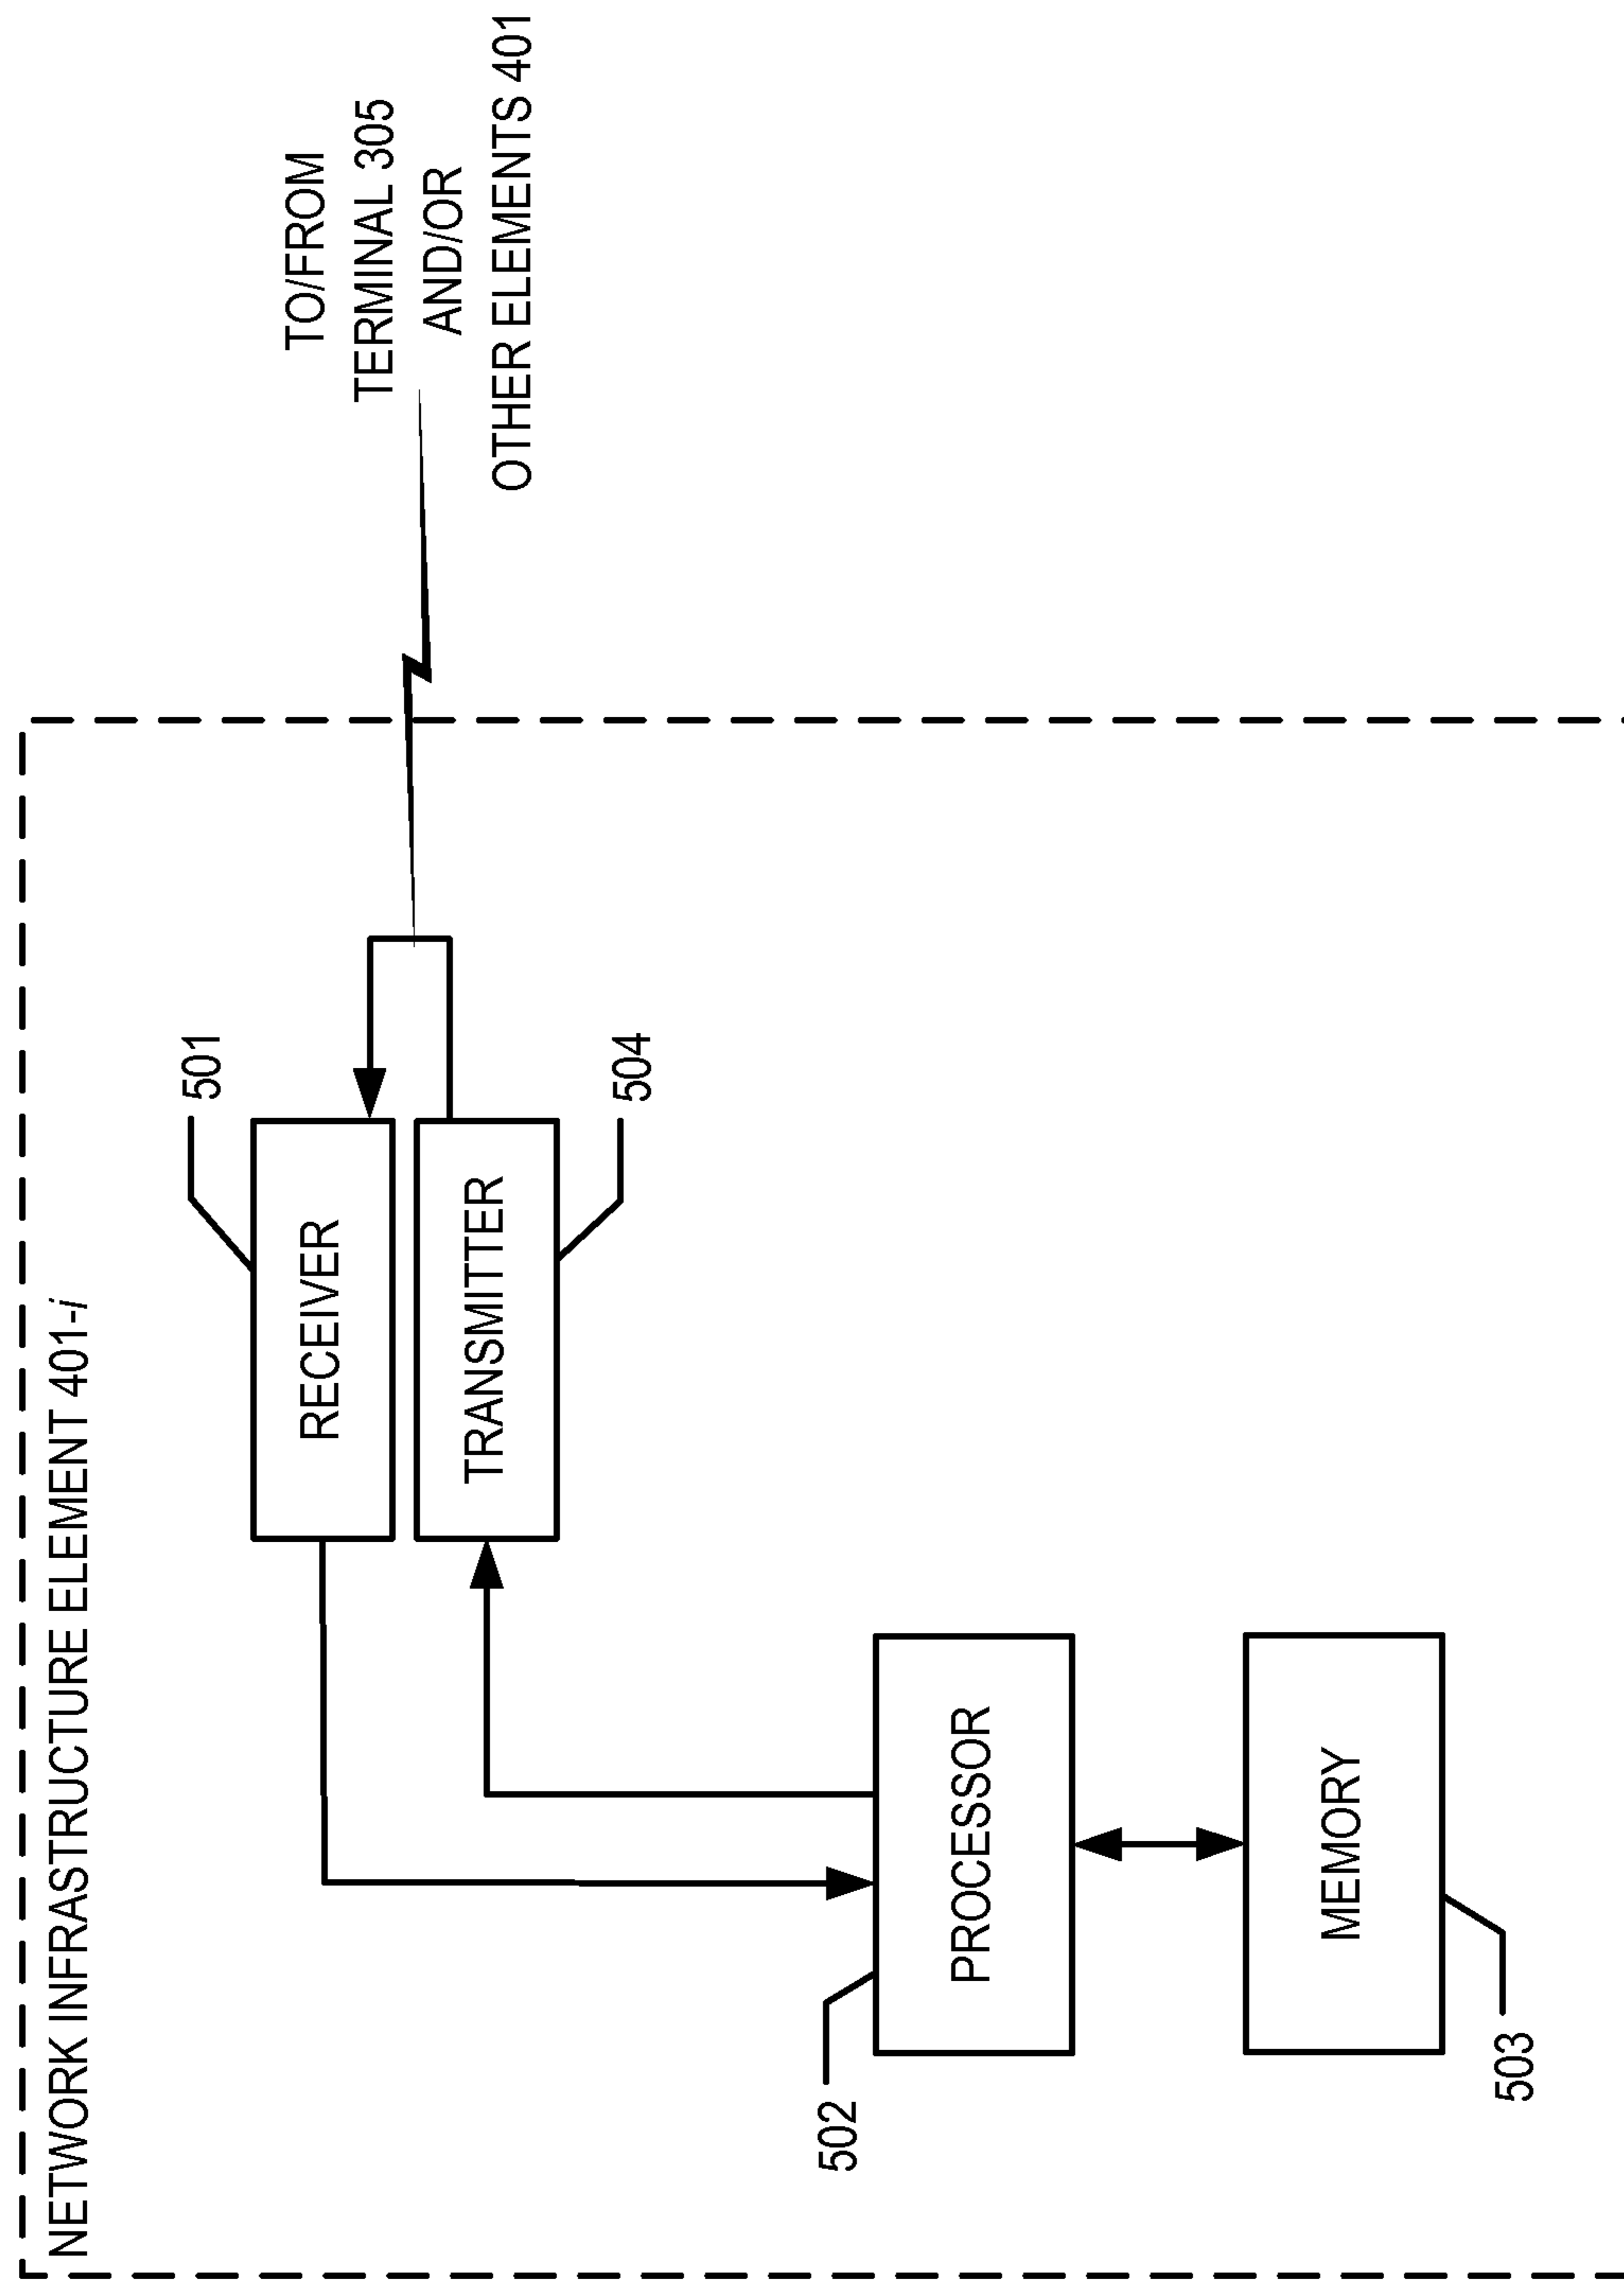 NETWORK INFRASTRUCTURE ELEMENT 401-i
501
RECEIVER
TO/FROM
TERMINAL 305
AND/OR
OTHER ELEMENTS 401
TRANSMITTER
504
502
PROCESSOR
MEMORY
503